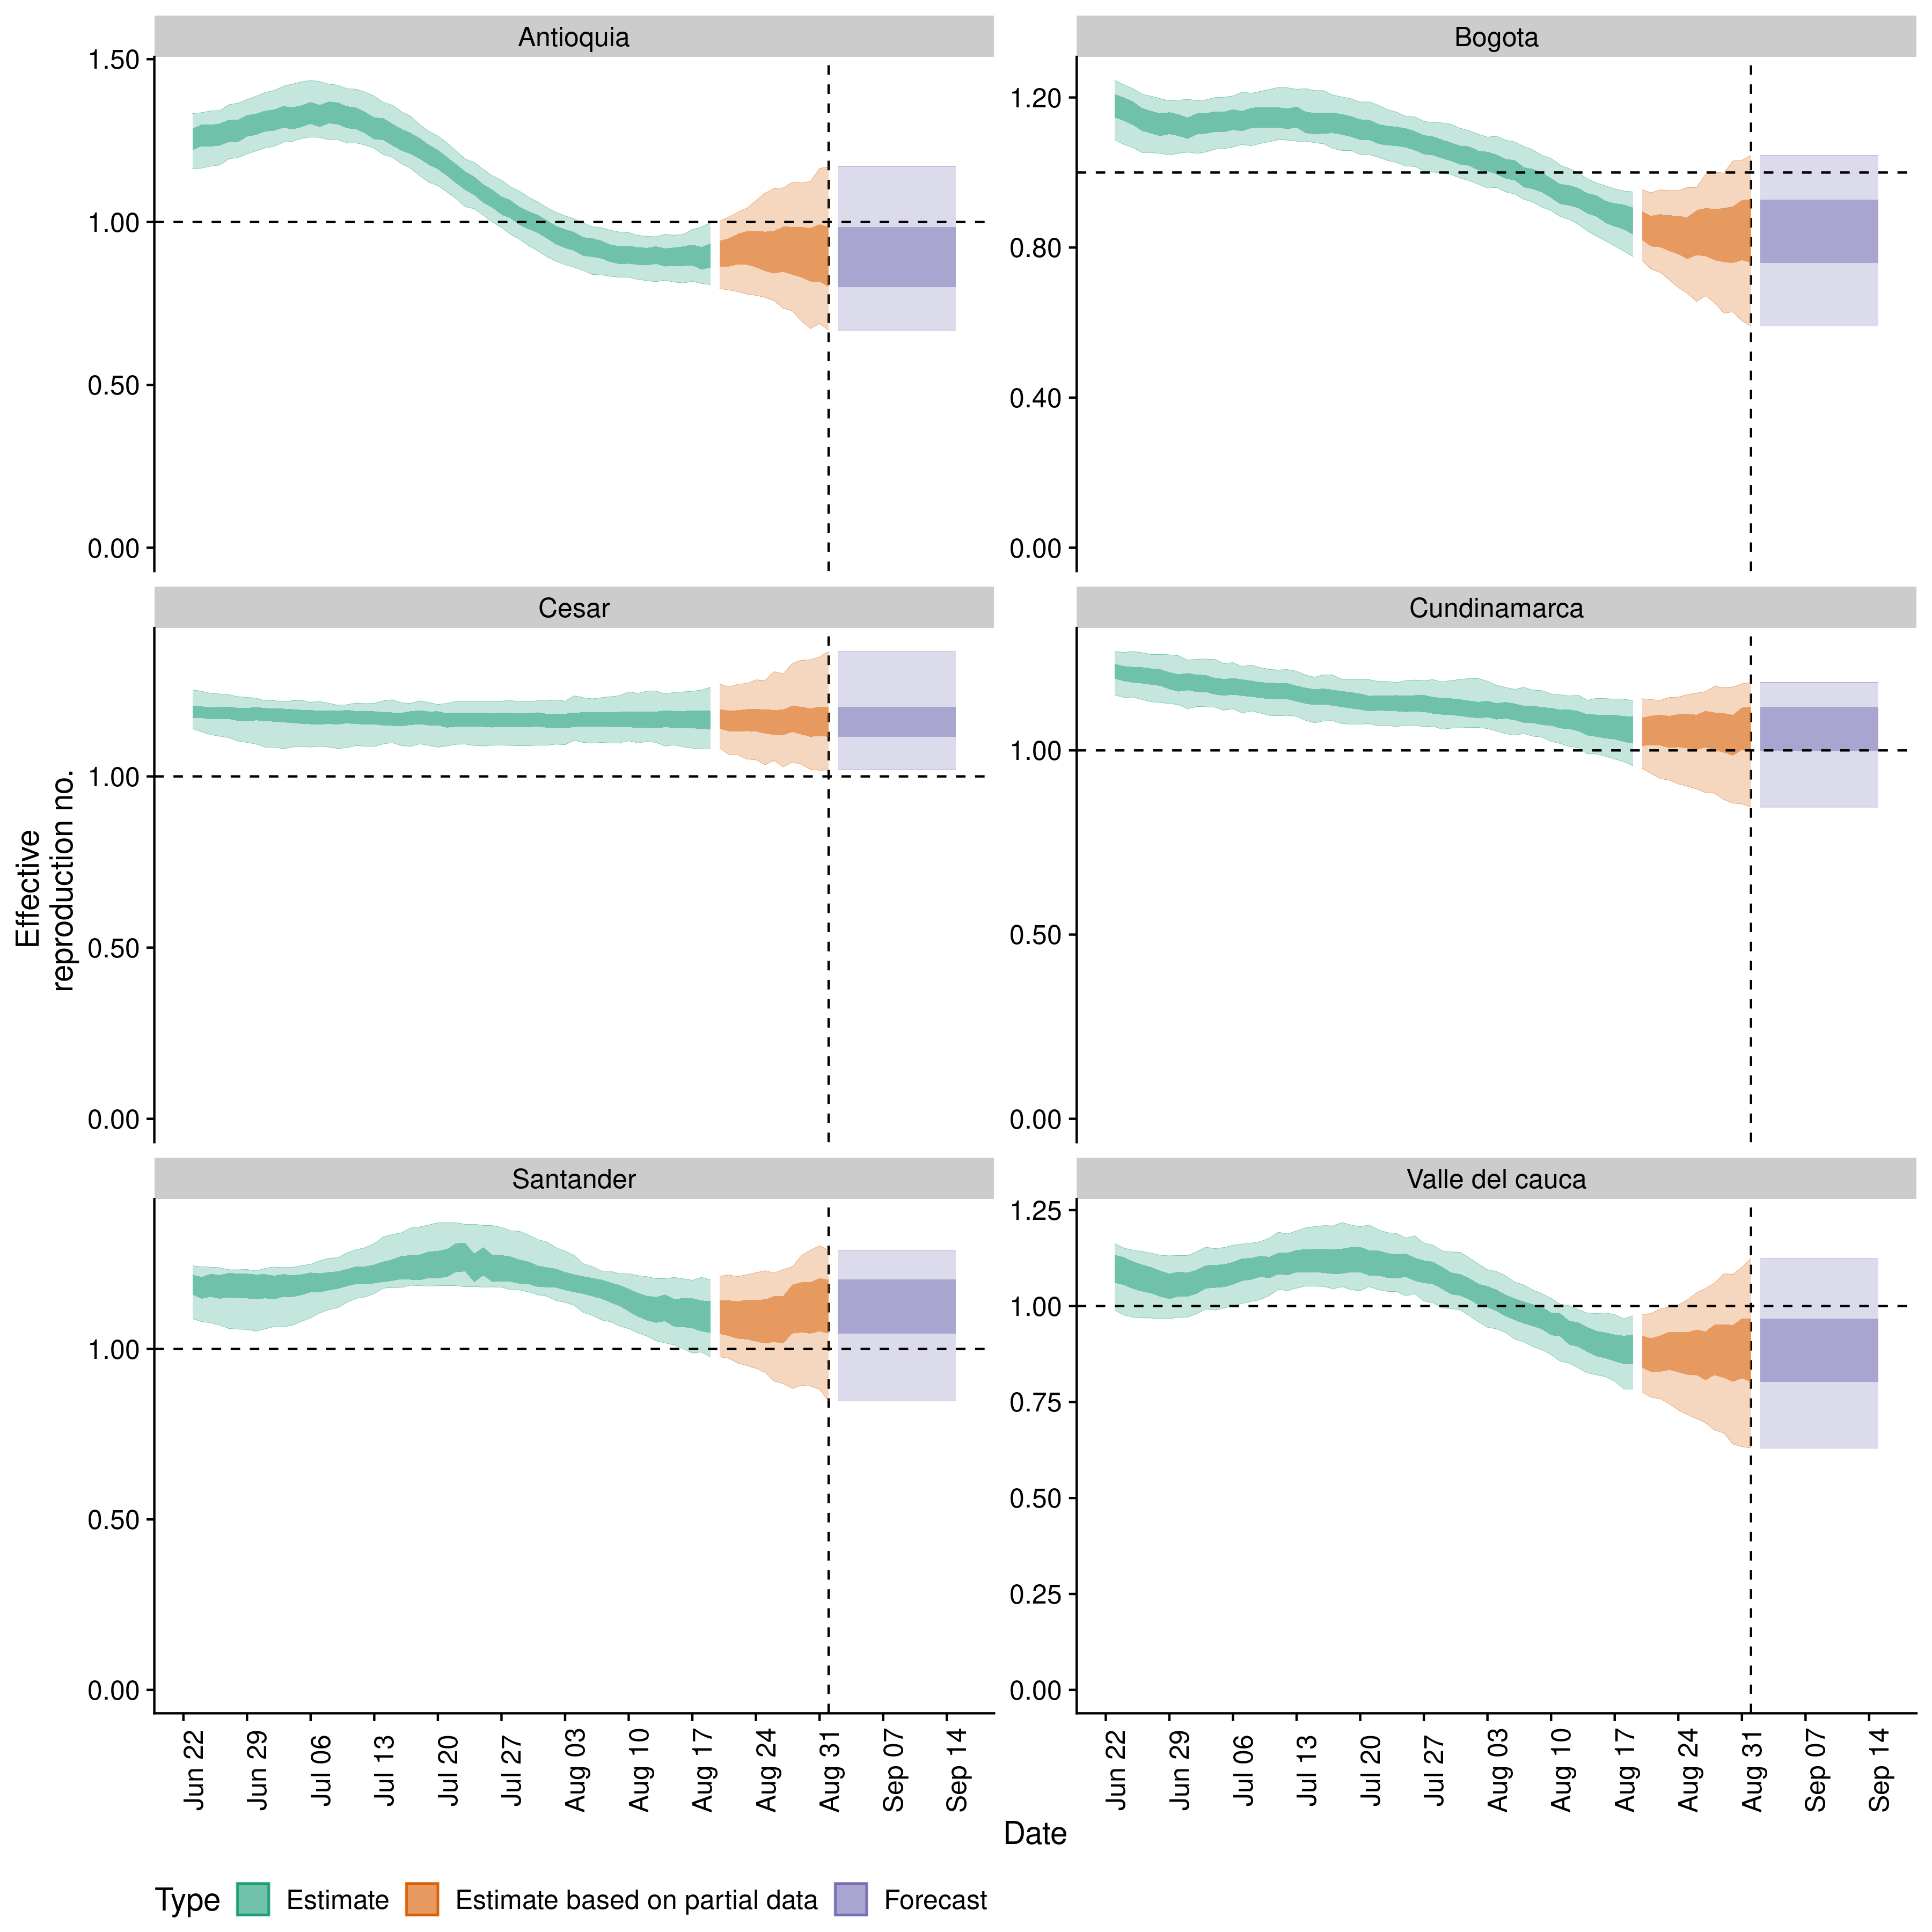 Antioquia
Bogota
1.50
1.00
0.50
0.00
1.20
0.80
0.40
0.00
Cesar
Cundinamarca
1.00
0.50
0.00
1.00
0.50
0.00
Effective
reproduction no.
Santander
Valle del cauca
1.00
0.50
0.00
1.25
1.00
0.75
0.50
0.25
0.00
Jun 22
Jun 29
Jul 06
Jul 13
Jul 20
Jul 27
Aug 03
Aug 10
Aug 17
Aug 24
Aug 31
Sep 07
Sep 14
Jun 22
Jun 29
Jul 06
Jul 13
Jul 20
Jul 27
Aug 03
Aug 10
Aug 17
Aug 24
Aug 31
Sep 07
Sep 14
Date
Type Estimate Estimate based on partial data Forecast